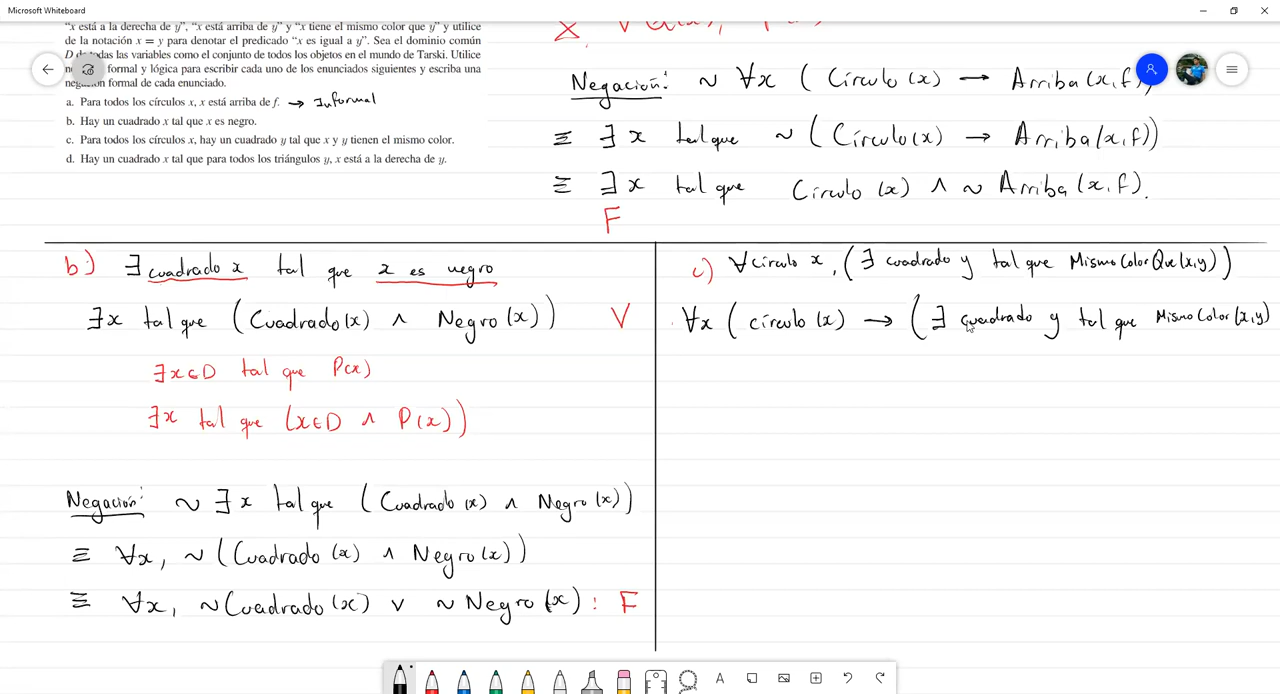 Microsoft Whiteboard
"x está a la derecha de y", "x está arriba de y" y "x tiene el mismo color que y" y utilice
de la notación x = y para denotar el predicado "x es igual a y". Sea el dominio común
D de todas las variables como el conjunto de todos los objetos en el mundo de Tarski. Utilice
formal y lógica para escribir cada uno de los enunciados siguientes y escriba una
negación formal de cada enunciado.
a. Para todos los círculos x, x está arriba de f. → Informal
b. Hay un cuadrado x tal que x es negro.
c. Para todos los círculos x, hay un cuadrado y tal que x y y tienen el mismo color.
d. Hay un cuadrado x tal que para todos los triángulos y, x está a la derecha de y.
Negación: ~ ∀x ( Círculo (x) → Arriba (x, f)
≡ ∃ x tal que ~ ( Círculo(x) → Arriba(x, f))
≡ ∃ x tal que Círculo (x) ∧ ~ Arriba (x, f).
F
b) ∃ cuadrado x tal que x es negro
∃x tal que (Cuadrado(x) ∧ Negro(x)) V
∃x∈D tal que P(x)
∃x tal que (x∈D ∧ P(x))
Negación: ~ ∃ x tal que (Cuadrado (x) ∧ Negro(x))
≡ ∀x, ~ (Cuadrado (x) ∧ Negro(x))
≡ ∀x, ~Cuadrado (x) ∨ ~ Negro(x) : F
c) ∀círculo x, (∃ cuadrado y tal que MismoColorQue(x,y))
∀x ( círculo (x) → (∃ cuadrado y tal que MismoColor(x,y)
A